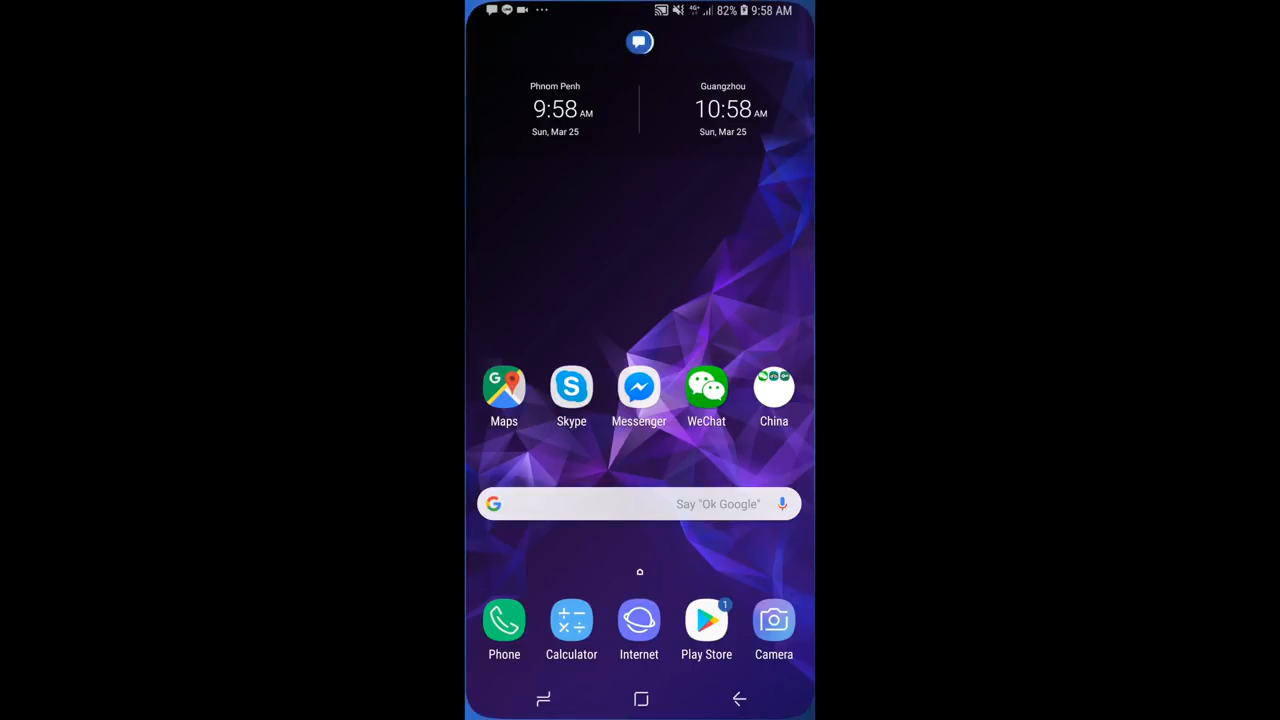 82% 9:58 AM
Phnom Penh
9:58 AM
Sun, Mar 25
Guangzhou
10:58 AM
Sun, Mar 25
Maps
Skype
Messenger
WeChat
China
Say "Ok Google"
1
Phone
Calculator
Internet
Play Store
Camera